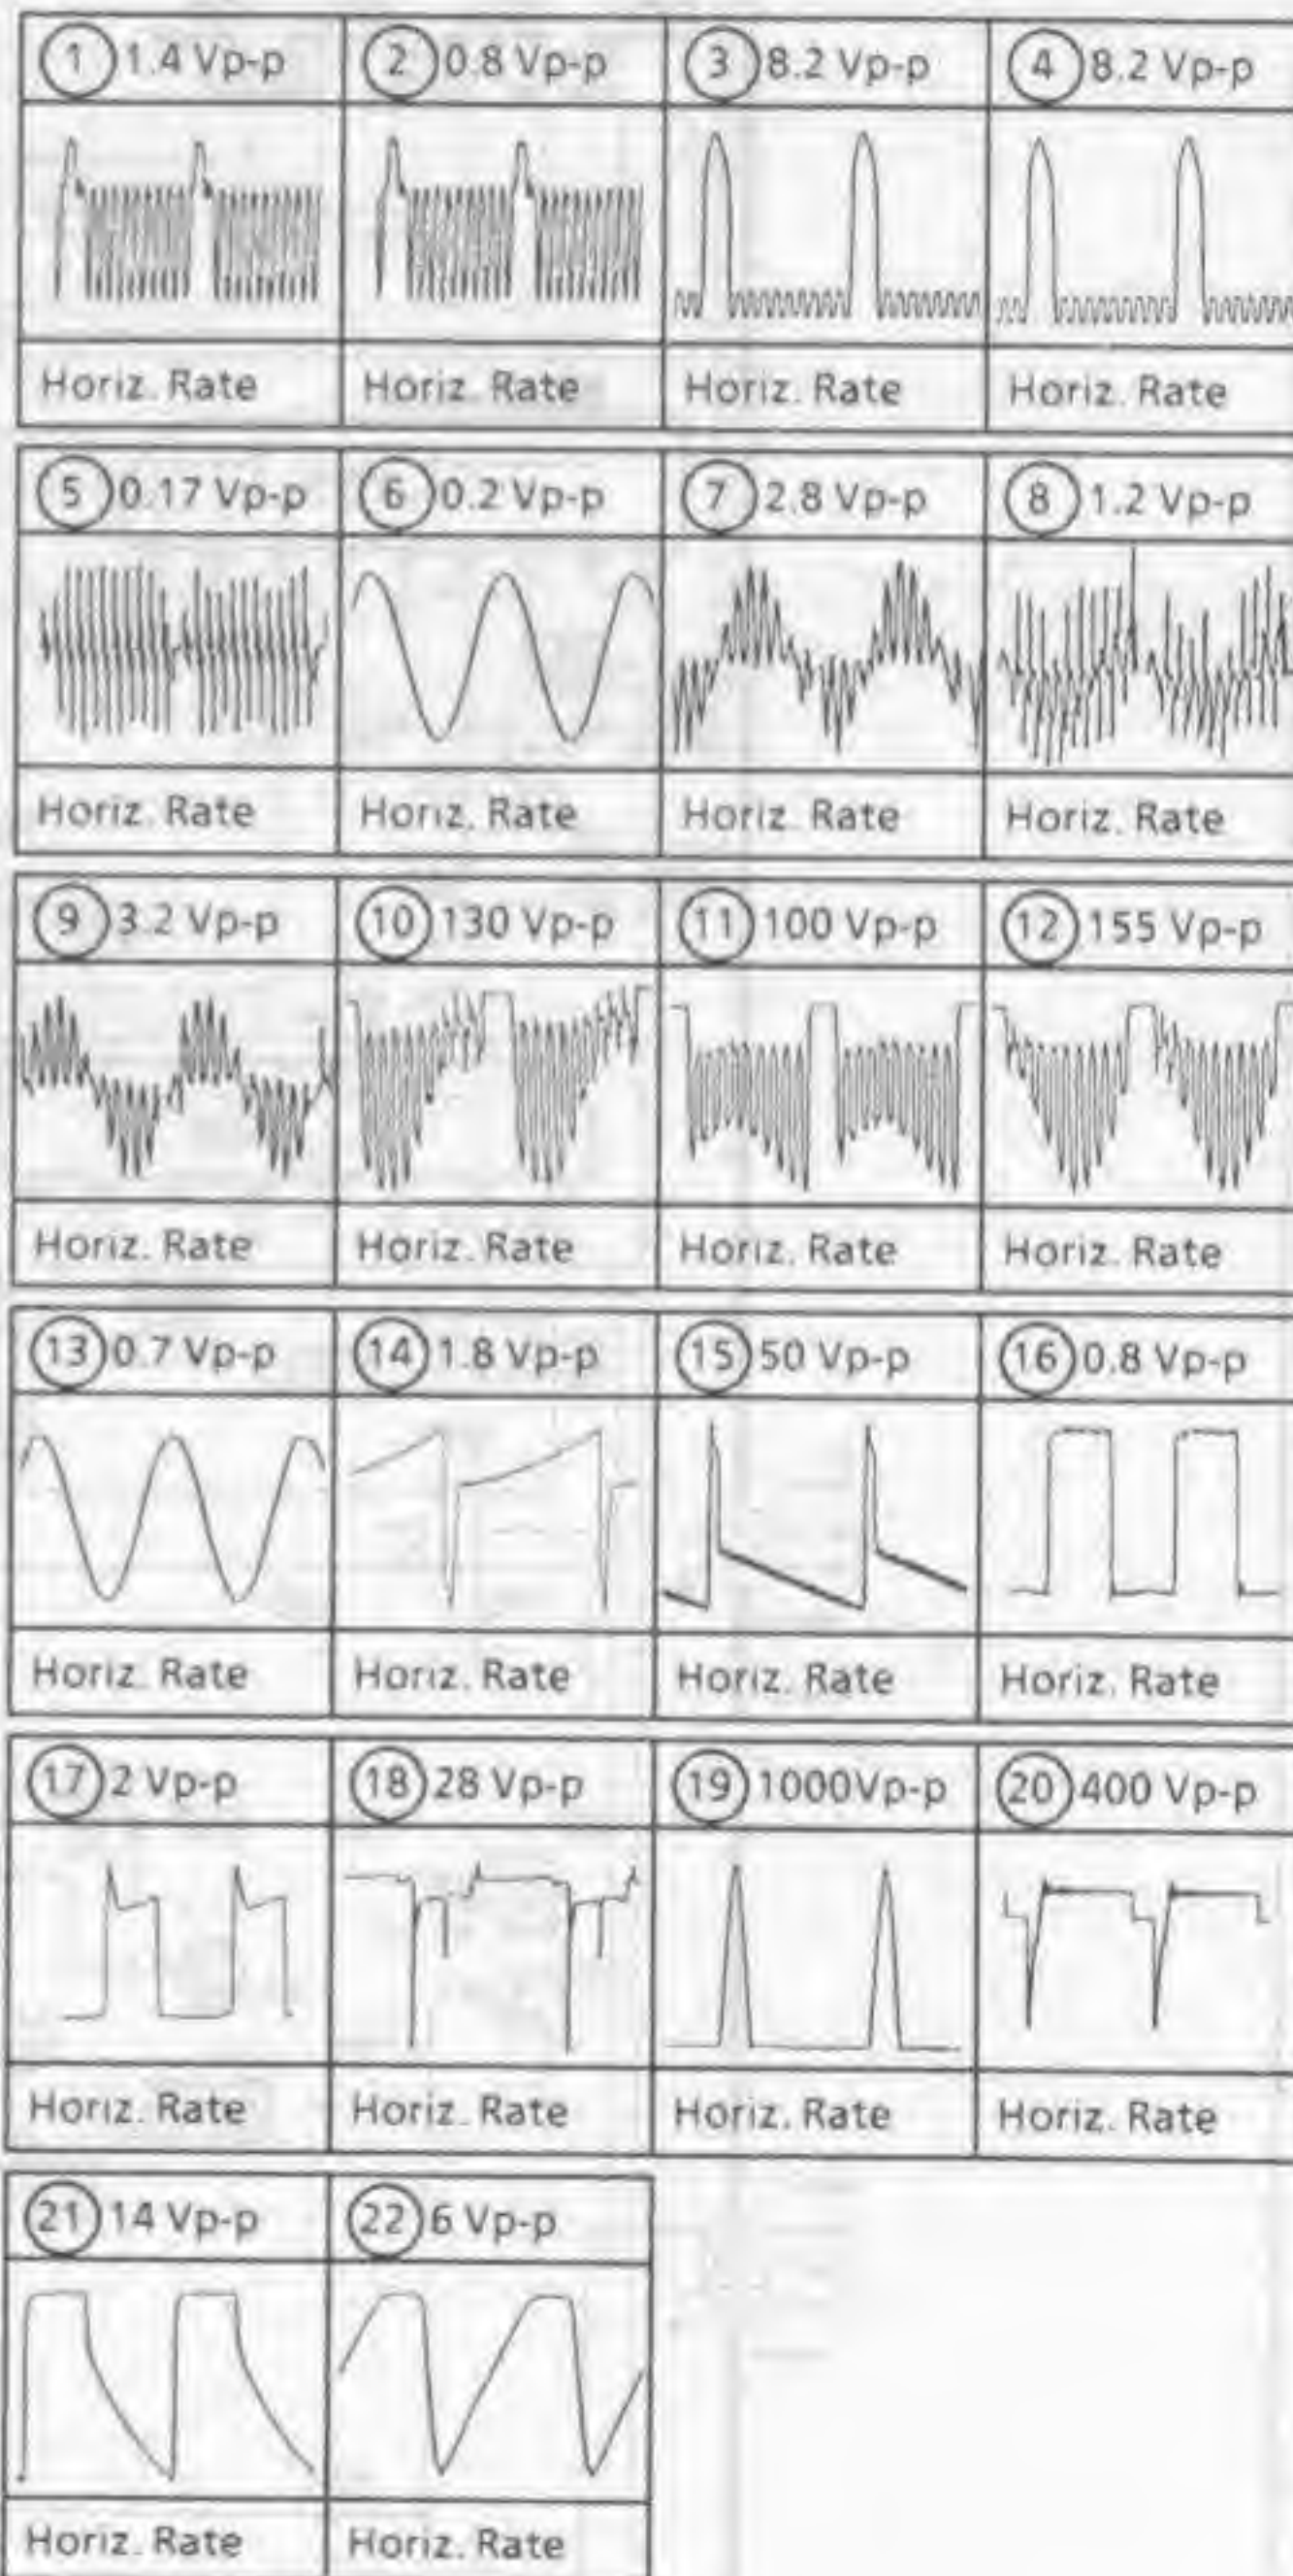 1 1.4 Vp-p 2 0.8 Vp-p 3 8.2 Vp-p 4 8.2 Vp-p
Horiz. Rate Horiz. Rate Horiz. Rate Horiz. Rate
5 0.17 Vp-p 6 0.2 Vp-p 7 2.8 Vp-p 8 1.2 Vp-p
Horiz. Rate Horiz. Rate Horiz. Rate Horiz. Rate
9 3.2 Vp-p 10 130 Vp-p 11 100 Vp-p 12 155 Vp-p
Horiz. Rate Horiz. Rate Horiz. Rate Horiz. Rate
13 0.7 Vp-p 14 1.8 Vp-p 15 50 Vp-p 16 0.8 Vp-p
Horiz. Rate Horiz. Rate Horiz. Rate Horiz. Rate
17 2 Vp-p 18 28 Vp-p 19 1000Vp-p 20 400 Vp-p
Horiz. Rate Horiz. Rate Horiz. Rate Horiz. Rate
21 14 Vp-p 22 6 Vp-p
Horiz. Rate Horiz. Rate